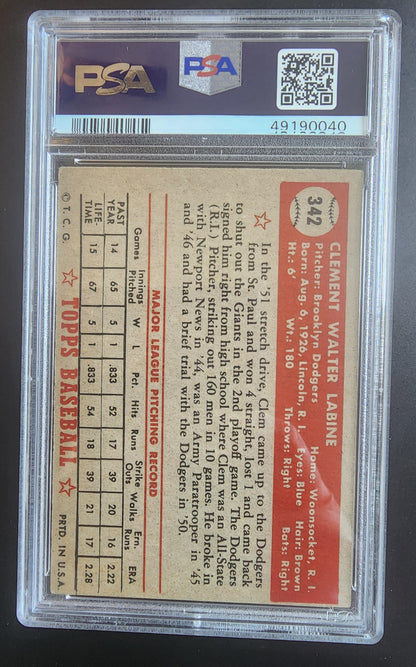 PSA
PSA
49190040
342
CLEMENT WALTER LABINE
Pitcher: Brooklyn Dodgers Home: Woonsocket, R. I.
Born: Aug. 6, 1926, Lincoln, R. I. Eyes: Blue Hair: Brown
Ht.: 6' Wt.: 180 Throws: Right Bats: Right
In the '51 stretch drive, Clem came up to the Dodgers
from St. Paul and won 4 straight, lost 1 and came back
to shut out the Giants in the 2nd playoff game. The Dodgers
signed him right from high school where Clem was an All-State
(R.I.) Pitcher, striking out 160 men in 10 games. He broke in
with Newport News in '44, was an Army Paratrooper in '45
and '46 and had a brief trial with the Dodgers in '50.
MAJOR LEAGUE PITCHING RECORD
Games Innings Pitched W L Pct. Hits Runs Strike Outs Walks Ern. Runs ERA
PAST YEAR 14 65 5 1 .833 52 17 39 20 16 2.22
LIFE-TIME 15 67 5 1 .833 54 18 39 21 17 2.28
© T. C. G. TOPPS BASEBALL PRTD. IN U.S.A